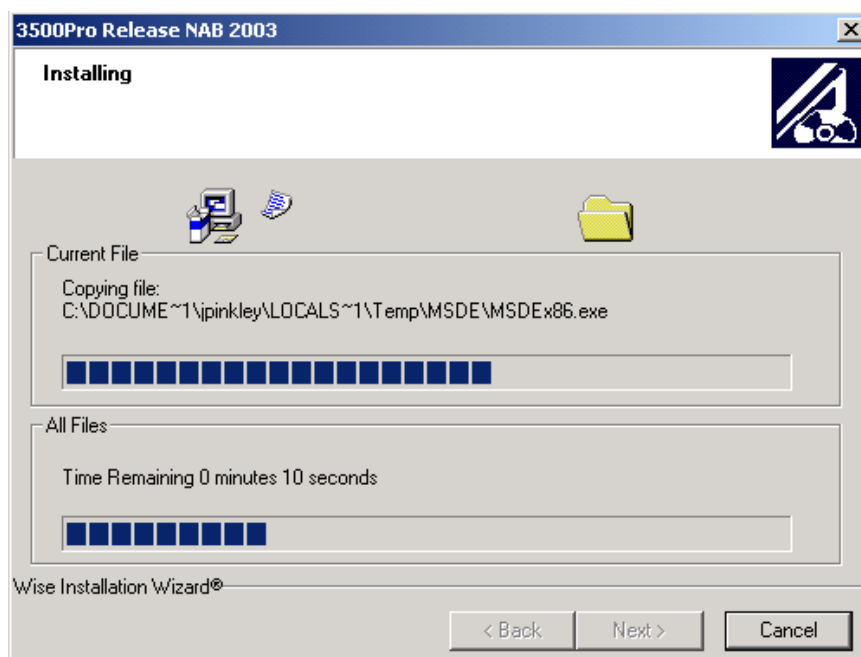 3500Pro Release NAB 2003
Installing
Current File
Copying file:
C:\DOCUME~1\jpinkley\LOCALS~1\Temp\MSDE\MSDEx86.exe
All Files
Time Remaining 0 minutes 10 seconds
Wise Installation Wizard®
< Back
Next >
Cancel